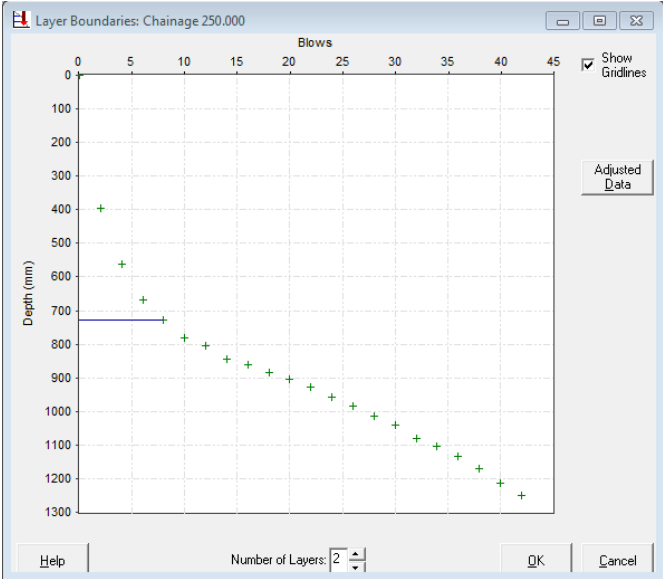 Layer Boundaries: Chainage 250.000
Blows
0 5 10 15 20 25 30 35 40 45
Show
Gridlines
0
100
200
300
400
500
600
700
800
900
1000
1100
1200
1300
Depth (mm)
Adjusted
Data
Help
Number of Layers: 2
OK
Cancel